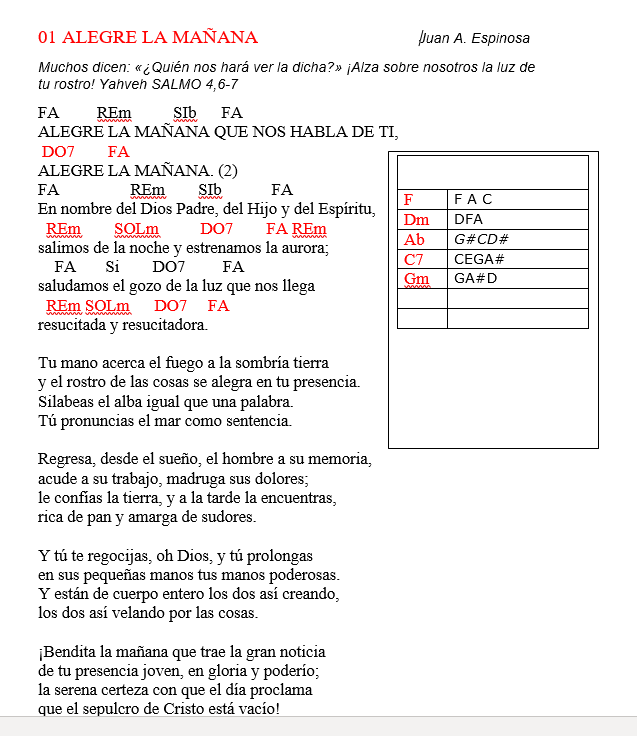 01 ALEGRE LA MAÑANA Juan A. Espinosa
Muchos dicen: «¿Quién nos hará ver la dicha?» ¡Alza sobre nosotros la luz de
tu rostro! Yahveh SALMO 4,6-7
FA REm SIb FA
ALEGRE LA MAÑANA QUE NOS HABLA DE TI,
DO7 FA
ALEGRE LA MAÑANA. (2)
FA REm SIb FA
En nombre del Dios Padre, del Hijo y del Espíritu,
REm SOLm DO7 FA REm
salimos de la noche y estrenamos la aurora;
FA Si DO7 FA
saludamos el gozo de la luz que nos llega
REm SOLm DO7 FA
resucitada y resucitadora.
Tu mano acerca el fuego a la sombría tierra
y el rostro de las cosas se alegra en tu presencia.
Silabeas el alba igual que una palabra.
Tú pronuncias el mar como sentencia.
Regresa, desde el sueño, el hombre a su memoria,
acude a su trabajo, madruga sus dolores;
le confías la tierra, y a la tarde la encuentras,
rica de pan y amarga de sudores.
Y tú te regocijas, oh Dios, y tú prolongas
en sus pequeñas manos tus manos poderosas.
Y están de cuerpo entero los dos así creando,
los dos así velando por las cosas.
¡Bendita la mañana que trae la gran noticia
de tu presencia joven, en gloria y poderío;
la serena certeza con que el día proclama
que el sepulcro de Cristo está vacío!
F F A C
Dm DFA
Ab G#CD#
C7 CEGA#
Gm GA#D